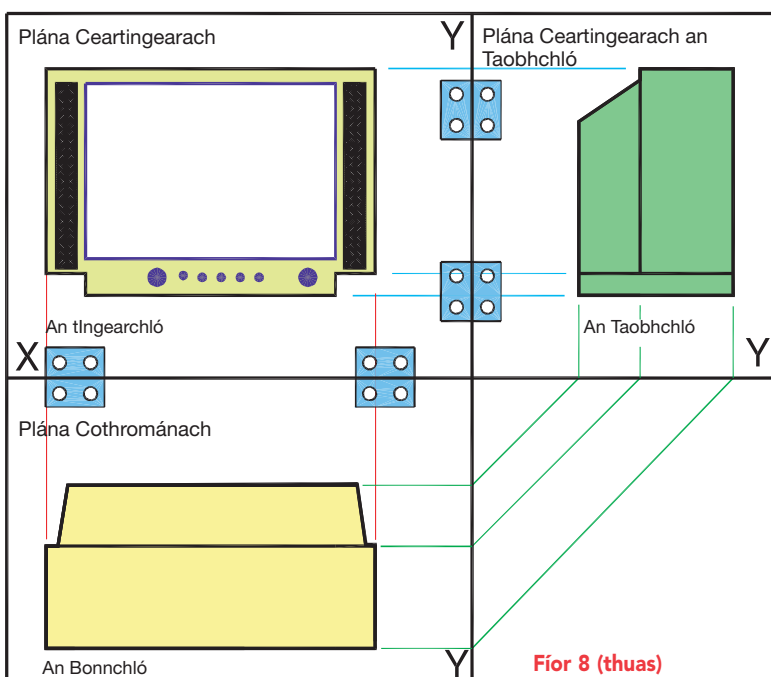 Plána Ceartingearach
Y
Plána Ceartingearach an
Taobhchló
An tIngearchló
An Taobhchló
X
Y
Plána Cothrománach
An Bonnchló
Y
Fíor 8 (thuas)